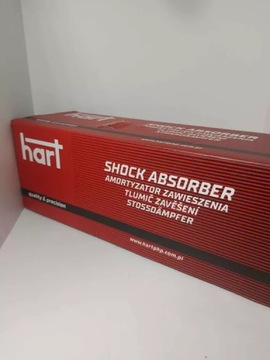 hart
quality & precision
SHOCK ABSORBER
AMORTYZATOR ZAWIESZENIA
TLUMIČ ZAVĚŠENÍ
STOSSDÄMPFER
www.hartphp.com.pl